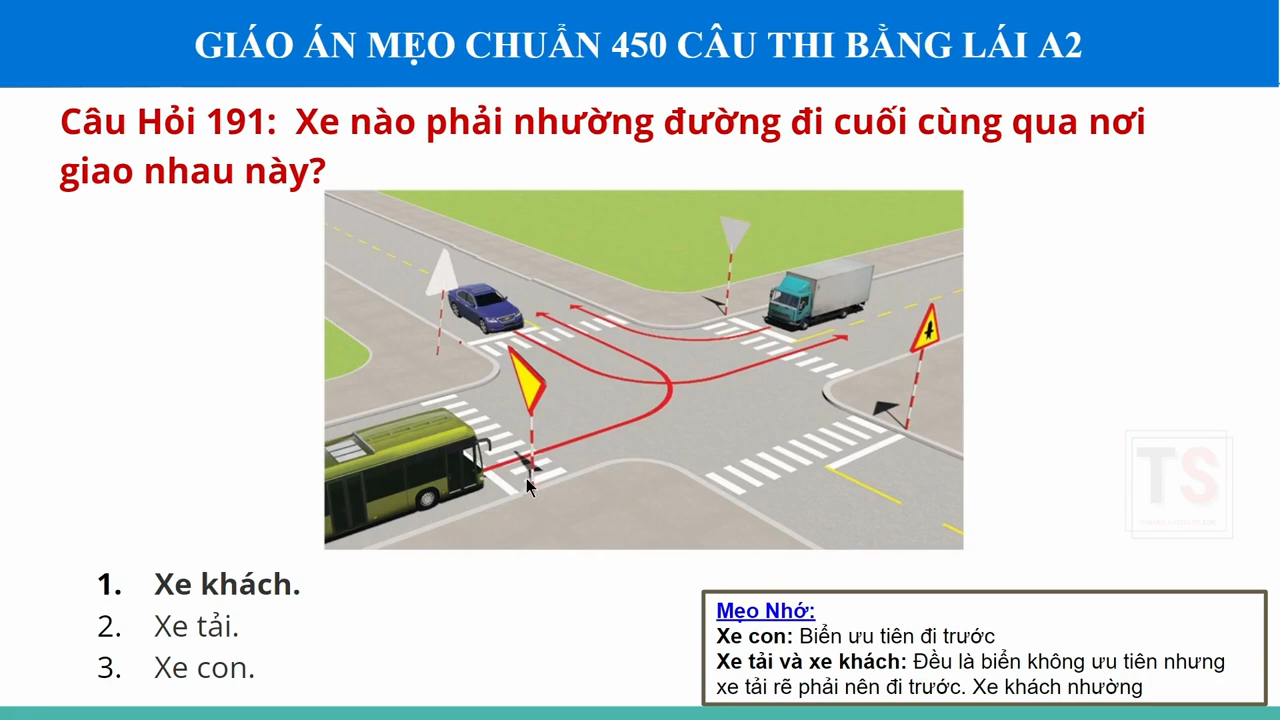 GIÁO ÁN MẸO CHUẨN 450 CÂU THI BẰNG LÁI A2
Câu Hỏi 191: Xe nào phải nhường đường đi cuối cùng qua nơi
giao nhau này?
TS
1. Xe khách.
2. Xe tải.
3. Xe con.
Mẹo Nhớ:
Xe con: Biển ưu tiên đi trước
Xe tải và xe khách: Đều là biển không ưu tiên nhưng
xe tải rẽ phải nên đi trước. Xe khách nhường